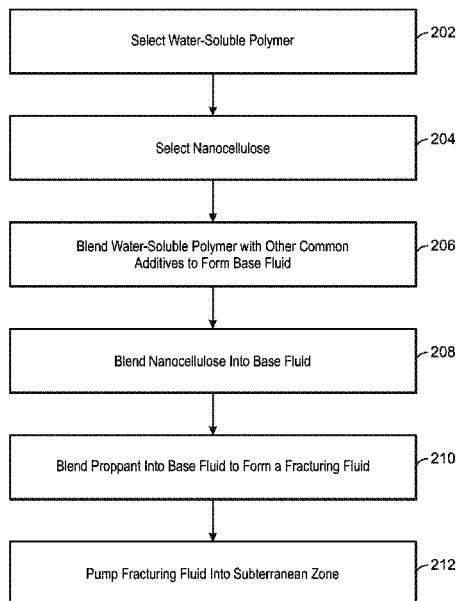 Select Water-Soluble Polymer
202
Select Nanocellulose
204
Blend Water-Soluble Polymer with Other Common
Additives to Form Base Fluid
206
Blend Nanocellulose Into Base Fluid
208
Blend Proppant Into Base Fluid to Form a Fracturing Fluid
210
Pump Fracturing Fluid Into Subterranean Zone
212